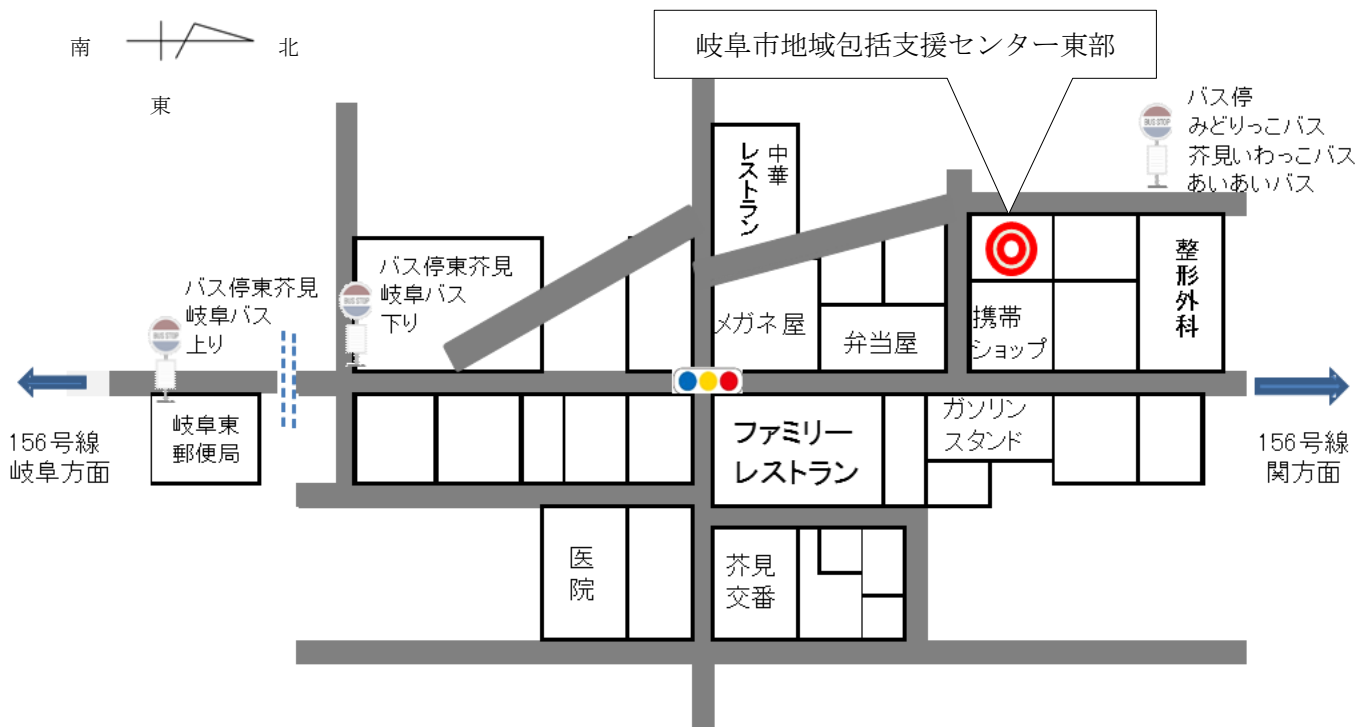 南
北
東
岐阜市地域包括支援センター東部
BUS STOP
バス停
みどりっこバス
芥見いわっこバス
あいあいバス
中華
レストラン
バス停東芥見
岐阜バス
上り
BUS STOP
バス停東芥見
岐阜バス
下り
BUS STOP
メガネ屋
弁当屋
携帯
ショップ
整形外科
156号線
岐阜方面
岐阜東
郵便局
ファミリー
レストラン
ガソリン
スタンド
156号線
関方面
医院
芥見
交番